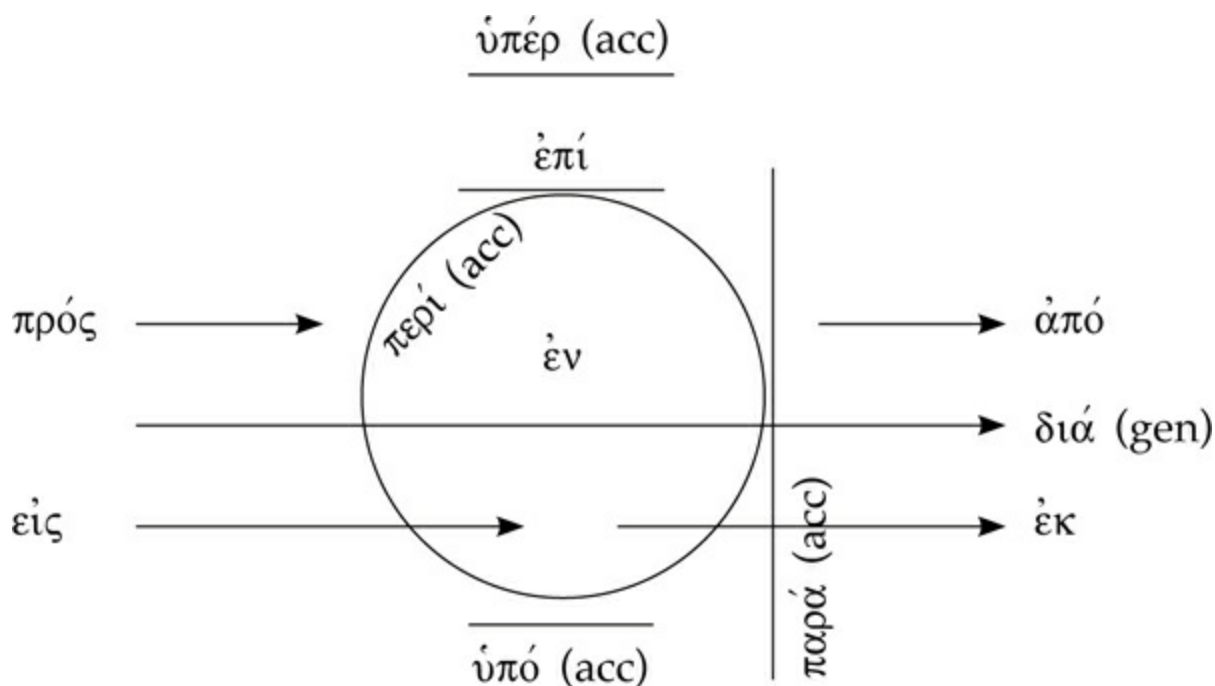 ὑπέρ (acc)
ἐπί
περί (acc)
πρός
ἐν
ἀπό
διά (gen)
εἰς
ἐκ
παρά (acc)
ὑπό (acc)